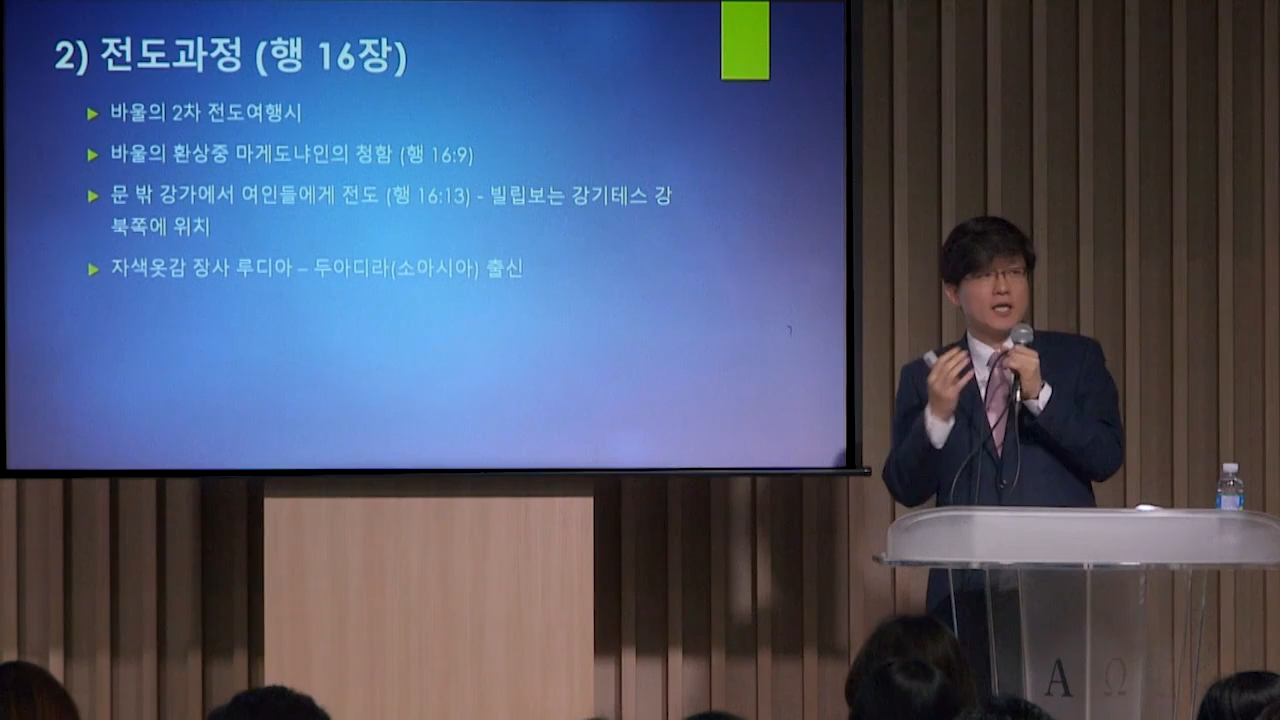 2) 전도과정 (행 16장)
바울의 2차 전도여행시
바울의 환상중 마게도냐인의 청함 (행 16:9)
문 밖 강가에서 여인들에게 전도 (행 16:13) - 빌립보는 강기테스 강
북쪽에 위치
자색옷감 장사 루디아 – 두아디라(소아시아) 출신
Α Ω